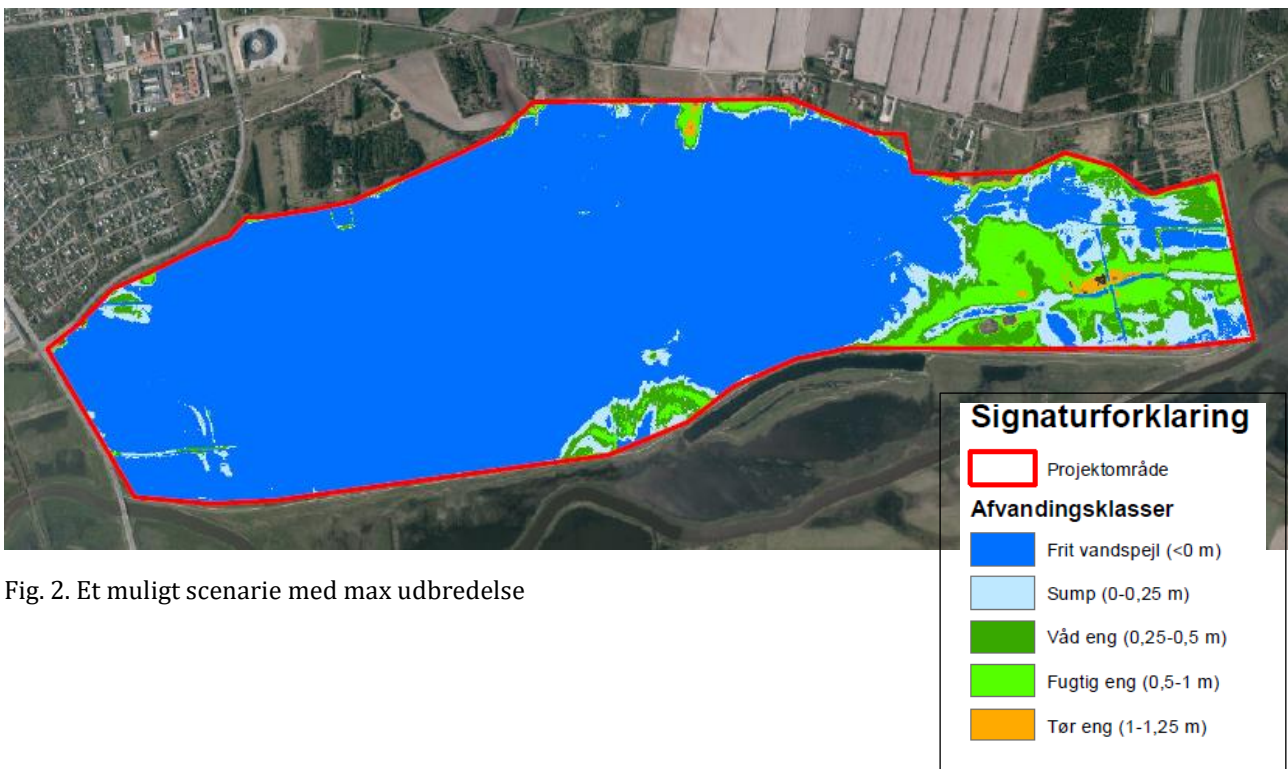 Signaturforklaring
Projektområde
Afvandingsklasser
Frit vandspejl (<0 m)
Sump (0-0,25 m)
Våd eng (0,25-0,5 m)
Fugtig eng (0,5-1 m)
Tør eng (1-1,25 m)
Fig. 2. Et muligt scenarie med max udbredelse